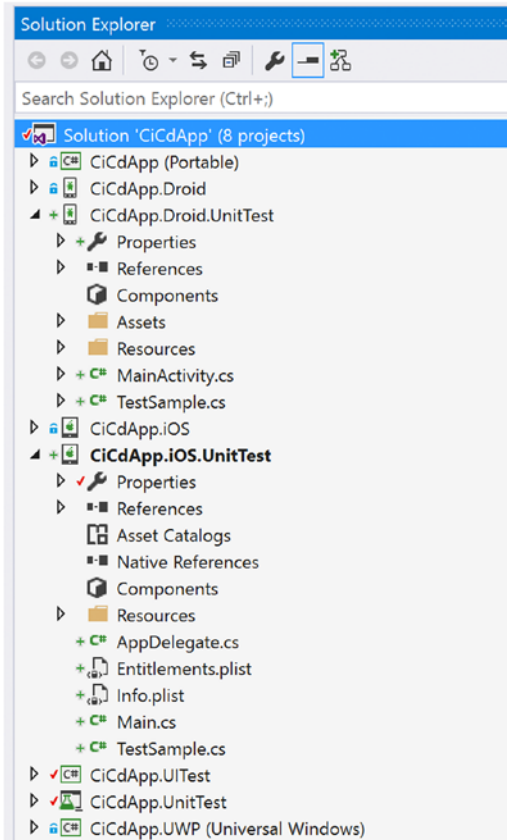 Solution Explorer
Search Solution Explorer (Ctrl+;)
Solution 'CiCdApp' (8 projects)
C# CiCdApp (Portable)
CiCdApp.Droid
CiCdApp.Droid.UnitTest
Properties
References
Components
Assets
Resources
C# MainActivity.cs
C# TestSample.cs
CiCdApp.iOS
CiCdApp.iOS.UnitTest
Properties
References
Asset Catalogs
Native References
Components
Resources
C# AppDelegate.cs
Entitlements.plist
Info.plist
C# Main.cs
C# TestSample.cs
C# CiCdApp.UITest
CiCdApp.UnitTest
C# CiCdApp.UWP (Universal Windows)